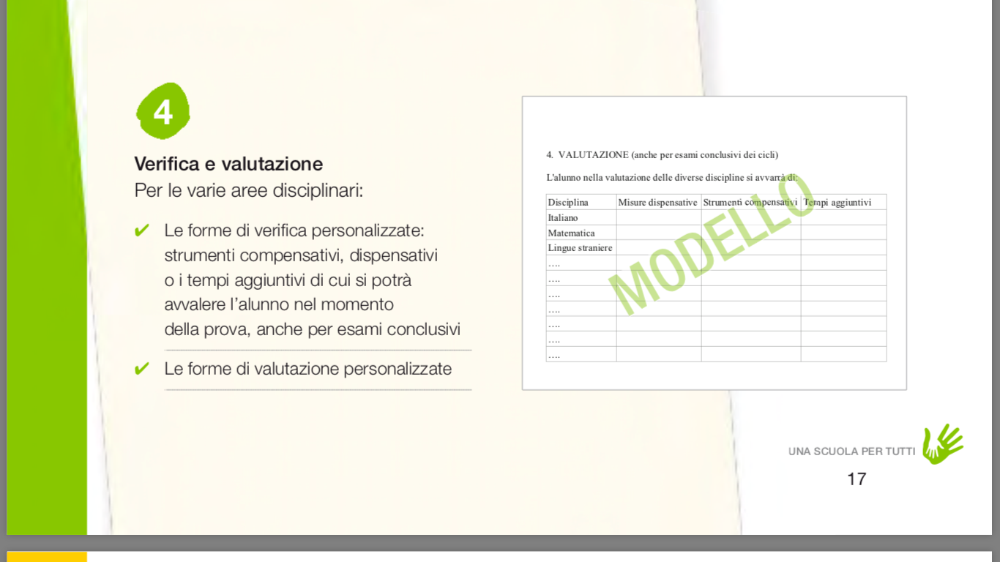 4
Verifica e valutazione
Per le varie aree disciplinari:
✔ Le forme di verifica personalizzate:
strumenti compensativi, dispensativi
o i tempi aggiuntivi di cui si potrà
avvalere l'alunno nel momento
della prova, anche per esami conclusivi
✔ Le forme di valutazione personalizzate
4. VALUTAZIONE (anche per esami conclusivi dei cicli)
L'alunno nella valutazione delle diverse discipline si avvarrà di:
Disciplina Misure dispensative Strumenti compensativi Tempi aggiuntivi
Italiano
Matematica
Lingue straniere
....
....
....
....
....
....
....
MODELLO
UNA SCUOLA PER TUTTI
17